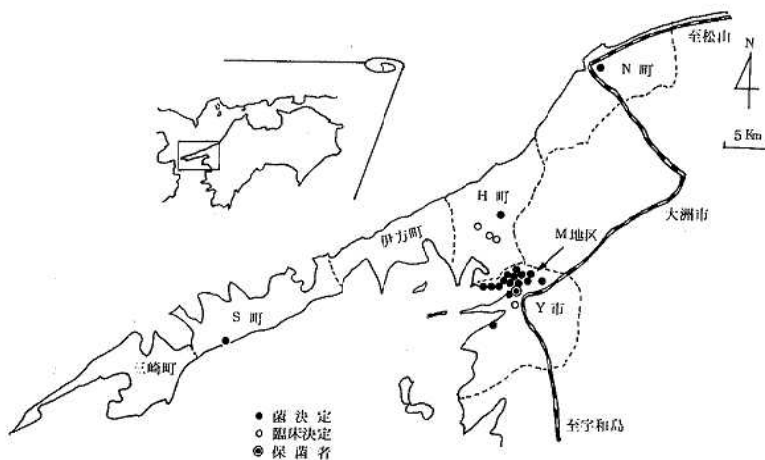 至松山
N
N 町
5 Km
H 町
大洲市
伊方町
M地区
Y 市
S 町
三崎町
至宇和島
● 菌 決 定
○ 臨床決定
◉ 保 菌 者